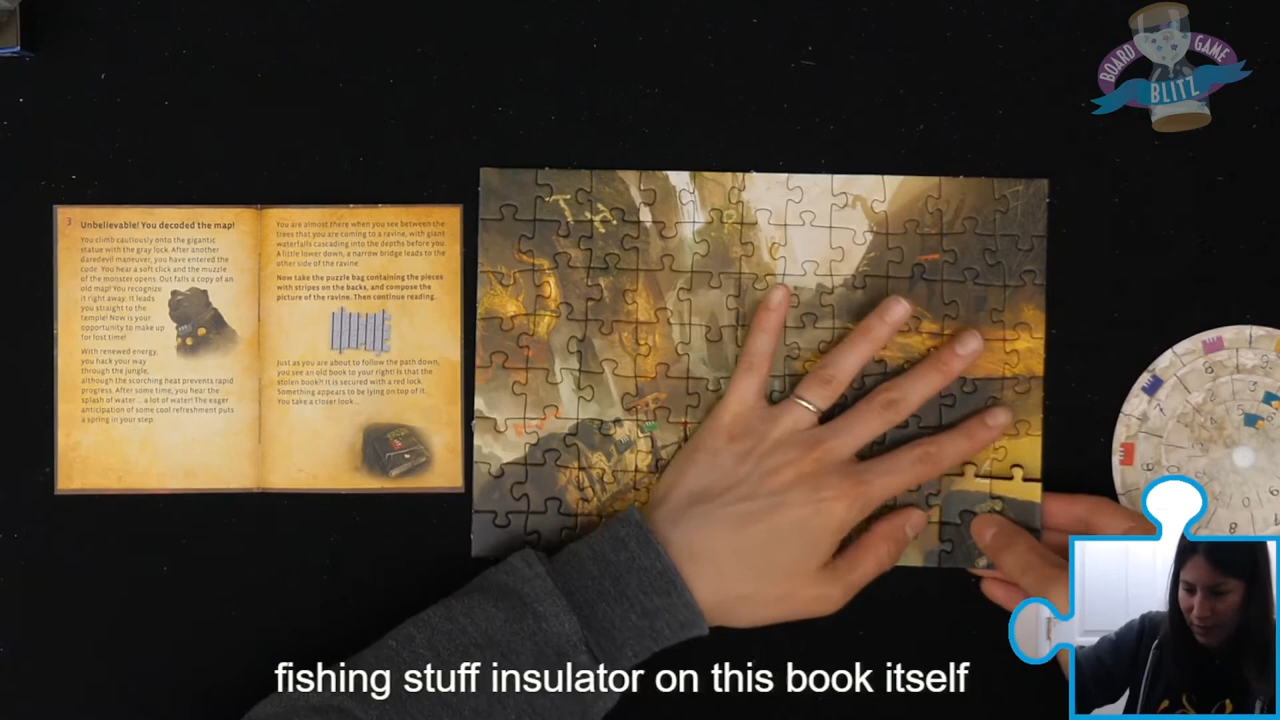 BOARD GAME
BLITZ
3
Unbelievable! You decoded the map!
You climb cautiously onto the gigantic
statue with the gray lock. After another
daredevil maneuver, you have entered the
code. You hear a soft click and the muzzle
of the monster opens. Out falls a copy of an
old map! You recognize
it right away: It leads
you straight to the
temple! Now is your
opportunity to make up
for lost time!
With renewed energy,
you hack your way
through the jungle,
although the scorching heat prevents rapid
progress. After some time, you hear the
splash of water ... a lot of water! The eager
anticipation of some cool refreshment puts
a spring in your step.
You are almost there when you see between the
trees that you are coming to a ravine, with giant
waterfalls cascading into the depths before you.
A little lower down, a narrow bridge leads to the
other side of the ravine.
Now take the puzzle bag containing the pieces
with stripes on the backs, and compose the
picture of the ravine. Then continue reading.
Just as you are about to follow the path down,
you see an old book to your right! Is that the
stolen book?! It is secured with a red lock.
Something appears to be lying on top of it.
You take a closer look...
fishing stuff insulator on this book itself